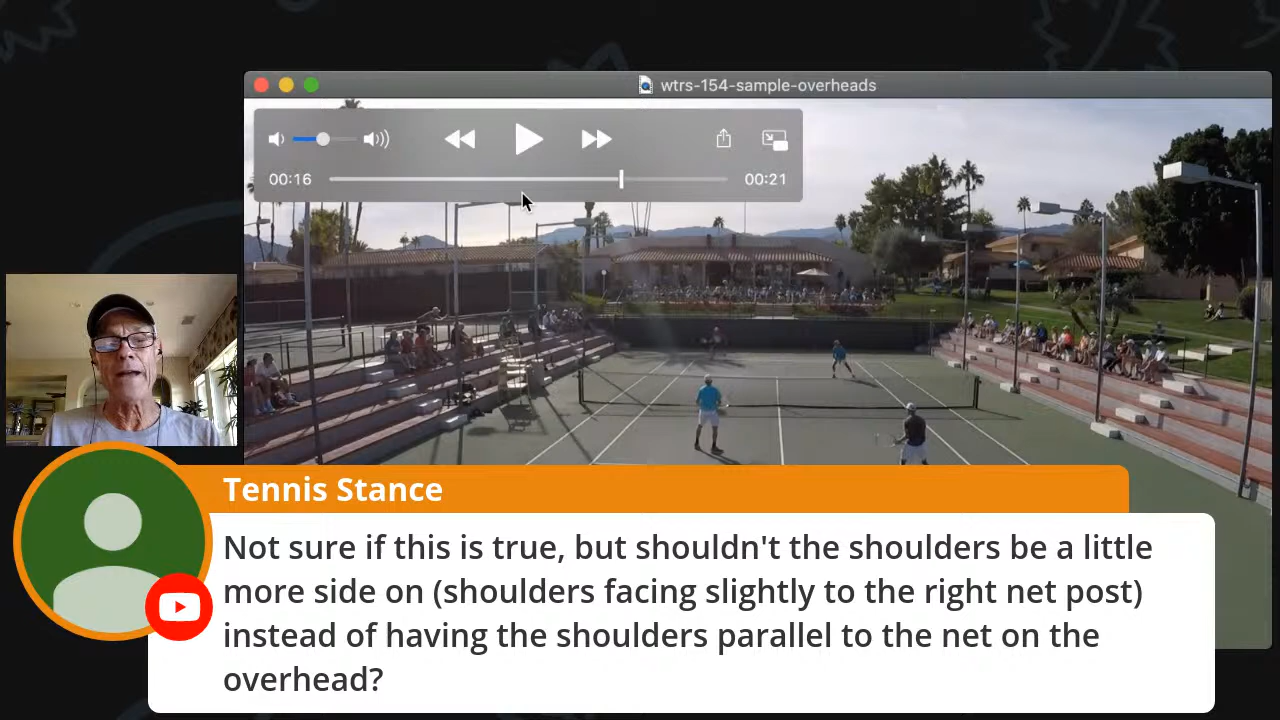 wtrs-154-sample-overheads
00:16
00:21
Tennis Stance
Not sure if this is true, but shouldn't the shoulders be a little
more side on (shoulders facing slightly to the right net post)
instead of having the shoulders parallel to the net on the
overhead?